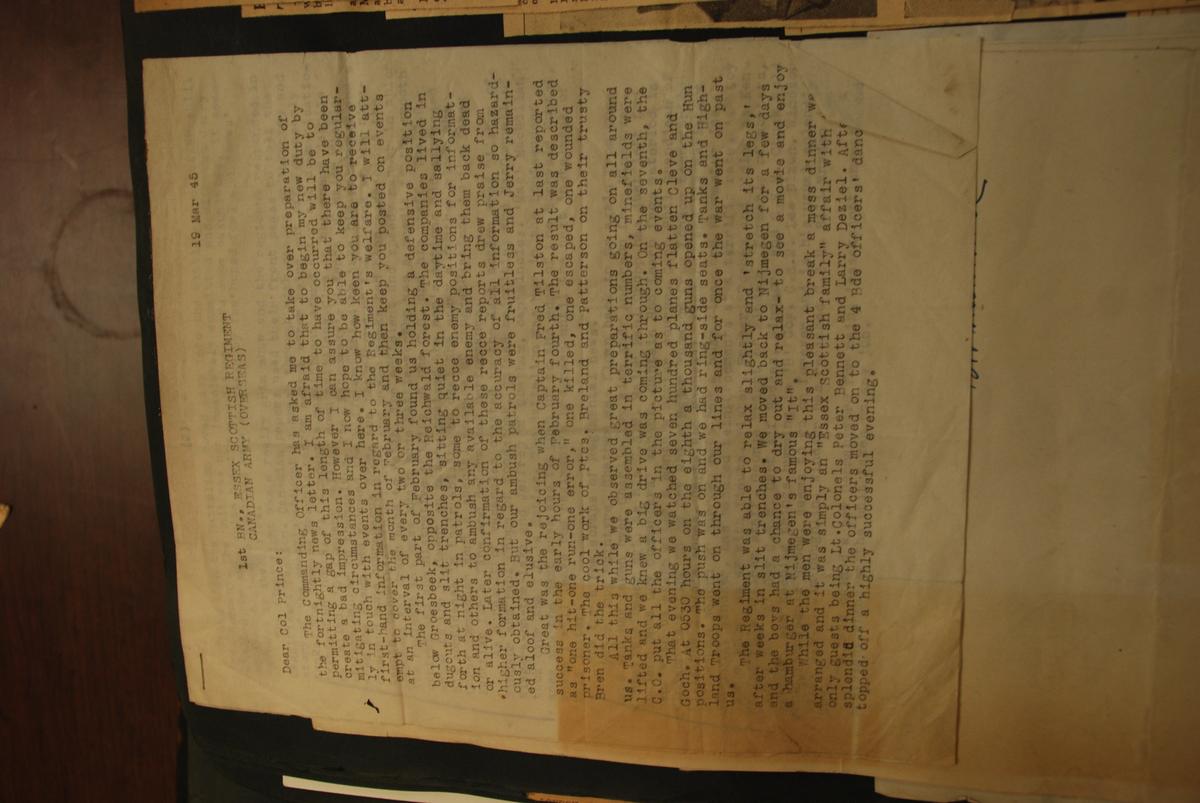 19 Mar 45
1st BN., ESSEX SCOTTISH REGIMENT
CANADIAN ARMY (OVERSEAS)
Dear Col Prince:
The Commanding Officer has asked me to take over preparation of
the fortnightly news letter. I am afraid that to begin my new duty by
permitting a gap of this length of time to have occurred will be to
create a bad impression. However I can assure you that there have been
mitigating circumstances and I now hope to be able to keep you regular-
ly in touch with events over here. I know how keen you are to receive
first-hand information in regard to the Regiment's welfare. I will att-
empt to cover the month of February and then keep you posted on events
at an interval of every two or three weeks.
The first part of February found us holding a defensive position
below Groesbeek, opposite the Reichwald forest. The companies lived in
dugouts and slit trenches, sitting quiet in the daytime and sallying
forth at night in patrols, some to recce enemy positions for informat-
ion and others to ambush any available enemy and bring them back dead
or alive. Later confirmation of these recce reports drew praise from
higher formation in regard to the accuracy of all information so hazard-
ously obtained. But our ambush patrols were fruitless and Jerry remain-
ed aloof and elusive.
Great was the rejoicing when Captain Fred Tilston at last reported
success in the early hours of February fourth. The result was described
as "one hit-one run-one error," one killed, one escaped, one wounded
prisoner. The cool work of Ptes. Breland and Patterson on their trusty
Bren did the trick.
All this while we observed great preparations going on all around
us. Tanks and guns were assembled in terrific numbers, minefields were
lifted and we knew a big drive was coming through. On the seventh, the
C.O. put all the officers in the picture as to coming events.
That evening we watched seven hundred planes flatten Cleve and
Goch. At 0530 hours on the eighth a thousand guns opened up on the Hun
positions. The push was on and we had ring-side seats. Tanks and High-
land Troops went on through our lines and for once the war went on past
us.
The Regiment was able to relax slightly and 'stretch its legs,'
after weeks in slit trenches. We moved back to Nijmegen for a few days
and the boys had a chance to dry out and relax- to see a movie and enjoy
a hamburger at Nijmegen's famous "It".
While the men were enjoying this pleasant break a mess dinner
arranged and it was simply an "Essex Scottish family" affair with
only guests being Lt.Colonels Peter Bennett and Larry Deziel.
splendid dinner the officers moved on to the 4 Bde officers'
topped off a highly successful evening.